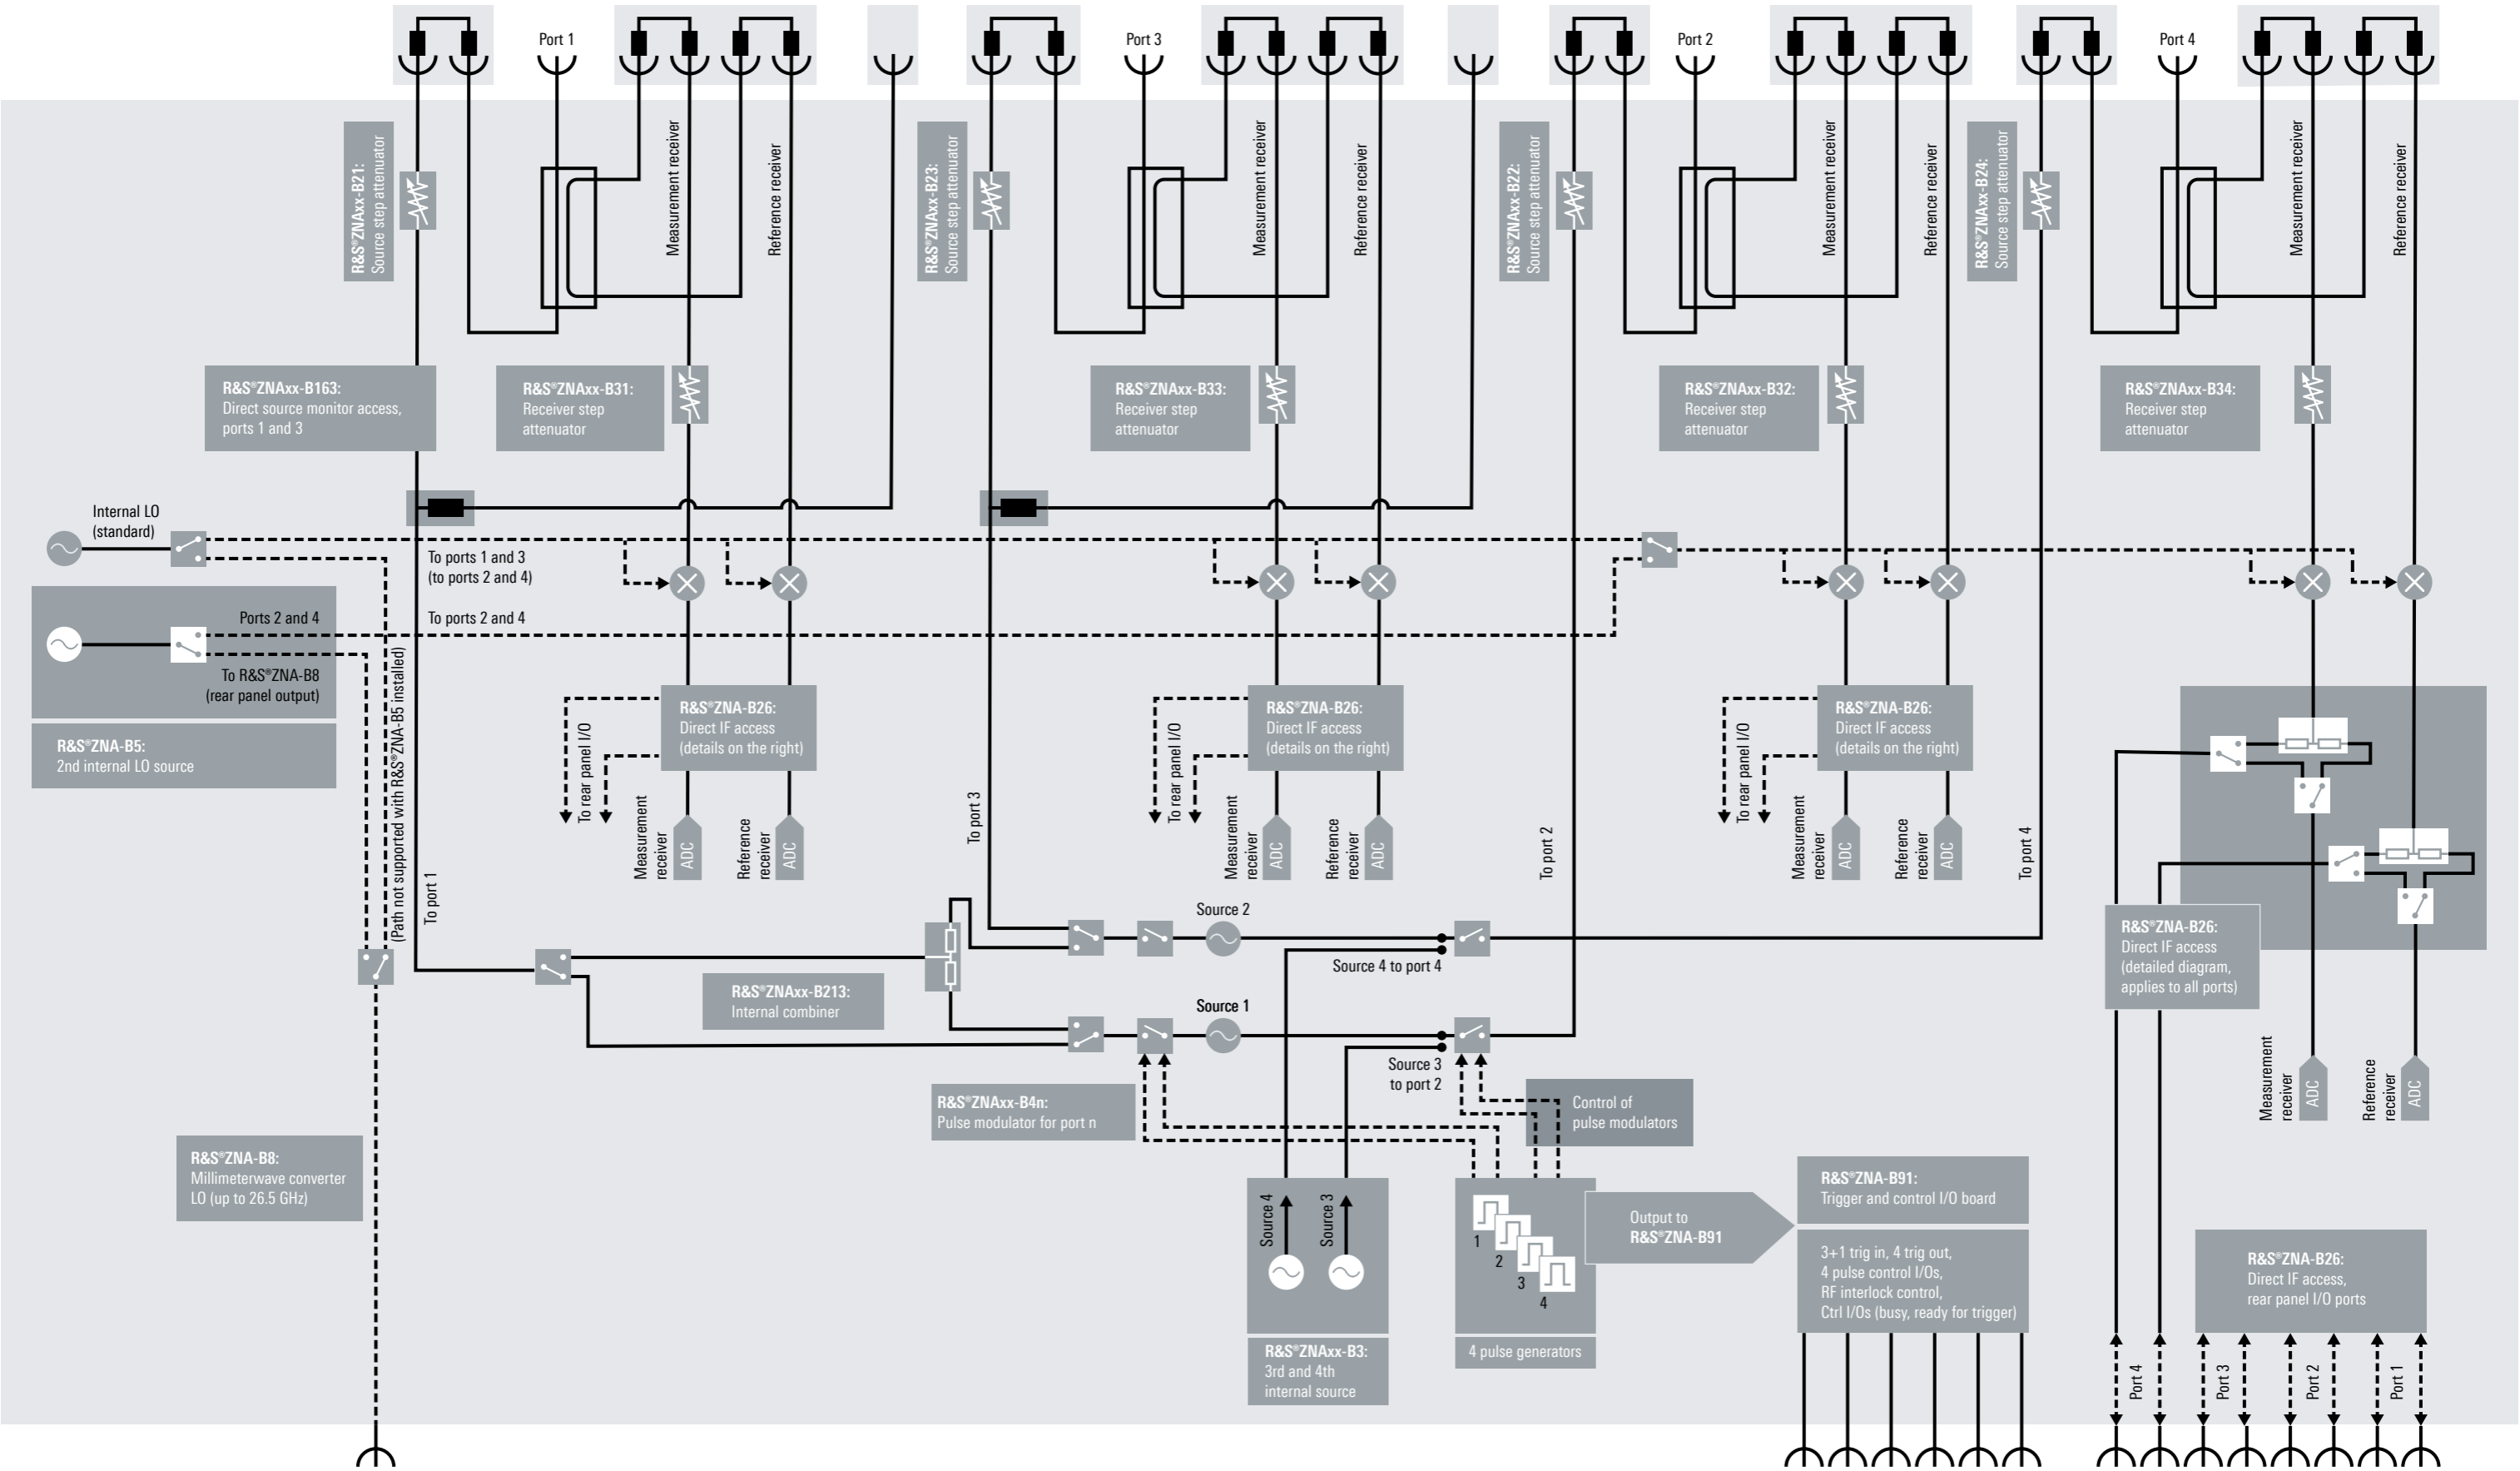 Port 1
Port 3
Port 2
Port 4
R&S®ZNAxx-B21:
Source step attenuator
Measurement receiver
Reference receiver
R&S®ZNAxx-B23:
Source step attenuator
Measurement receiver
Reference receiver
R&S®ZNAxx-B22:
Source step attenuator
Measurement receiver
Reference receiver
R&S®ZNAxx-B24:
Source step attenuator
Measurement receiver
Reference receiver
R&S®ZNAxx-B163:
Direct source monitor access,
ports 1 and 3
R&S®ZNAxx-B31:
Receiver step
attenuator
R&S®ZNAxx-B33:
Receiver step
attenuator
R&S®ZNAxx-B32:
Receiver step
attenuator
R&S®ZNAxx-B34:
Receiver step
attenuator
Internal LO
(standard)
To ports 1 and 3
(to ports 2 and 4)
Ports 2 and 4
To ports 2 and 4
To R&S®ZNA-B8
(rear panel output)
R&S®ZNA-B5:
2nd internal LO source
(Path not supported with R&S®ZNA-B5 installed)
To port 1
To rear panel I/O
R&S®ZNA-B26:
Direct IF access
(details on the right)
Measurement
receiver
ADC
Reference
receiver
ADC
To port 3
To rear panel I/O
R&S®ZNA-B26:
Direct IF access
(details on the right)
Measurement
receiver
ADC
Reference
receiver
ADC
To port 2
To rear panel I/O
R&S®ZNA-B26:
Direct IF access
(details on the right)
Measurement
receiver
ADC
Reference
receiver
ADC
To port 4
Source 2
Source 4 to port 4
R&S®ZNAxx-B213:
Internal combiner
Source 1
Source 3
to port 2
R&S®ZNA-B26:
Direct IF access
(detailed diagram,
applies to all ports)
Measurement
receiver
ADC
Reference
receiver
ADC
R&S®ZNAxx-B4n:
Pulse modulator for port n
Control of
pulse modulators
R&S®ZNA-B8:
Millimeterwave converter
LO (up to 26.5 GHz)
Source 4
Source 3
R&S®ZNAxx-B3:
3rd and 4th
internal source
1
2
3
4
4 pulse generators
Output to
R&S®ZNA-B91
R&S®ZNA-B91:
Trigger and control I/O board
3+1 trig in, 4 trig out,
4 pulse control I/Os,
RF interlock control,
Ctrl I/Os (busy, ready for trigger)
R&S®ZNA-B26:
Direct IF access,
rear panel I/O ports
Port 4
Port 3
Port 2
Port 1